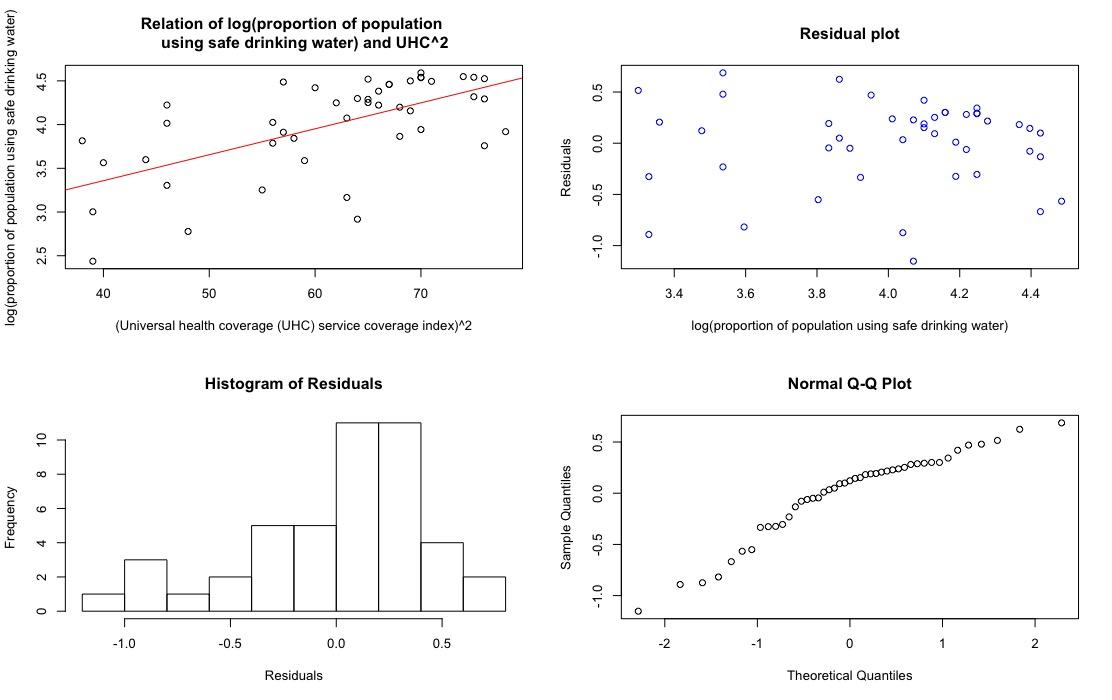 Relation of log(proportion of population
using safe drinking water) and UHC^2
log(proportion of population using safe drinking water)
4.5
4.0
3.5
3.0
2.5
40 50 60 70
(Universal health coverage (UHC) service coverage index)^2
Residual plot
Residuals
0.5
0.0
-0.5
-1.0
3.4 3.6 3.8 4.0 4.2 4.4
log(proportion of population using safe drinking water)
Histogram of Residuals
Frequency
10
8
6
4
2
0
-1.0 -0.5 0.0 0.5
Residuals
Normal Q-Q Plot
Sample Quantiles
0.5
0.0
-0.5
-1.0
-2 -1 0 1 2
Theoretical Quantiles